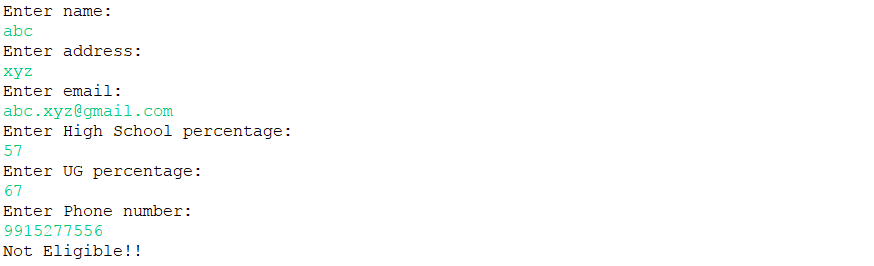 Enter name:
abc
Enter address:
xyz
Enter email:
abc.xyz@gmail.com
Enter High School percentage:
57
Enter UG percentage:
67
Enter Phone number:
9915277556
Not Eligible!!